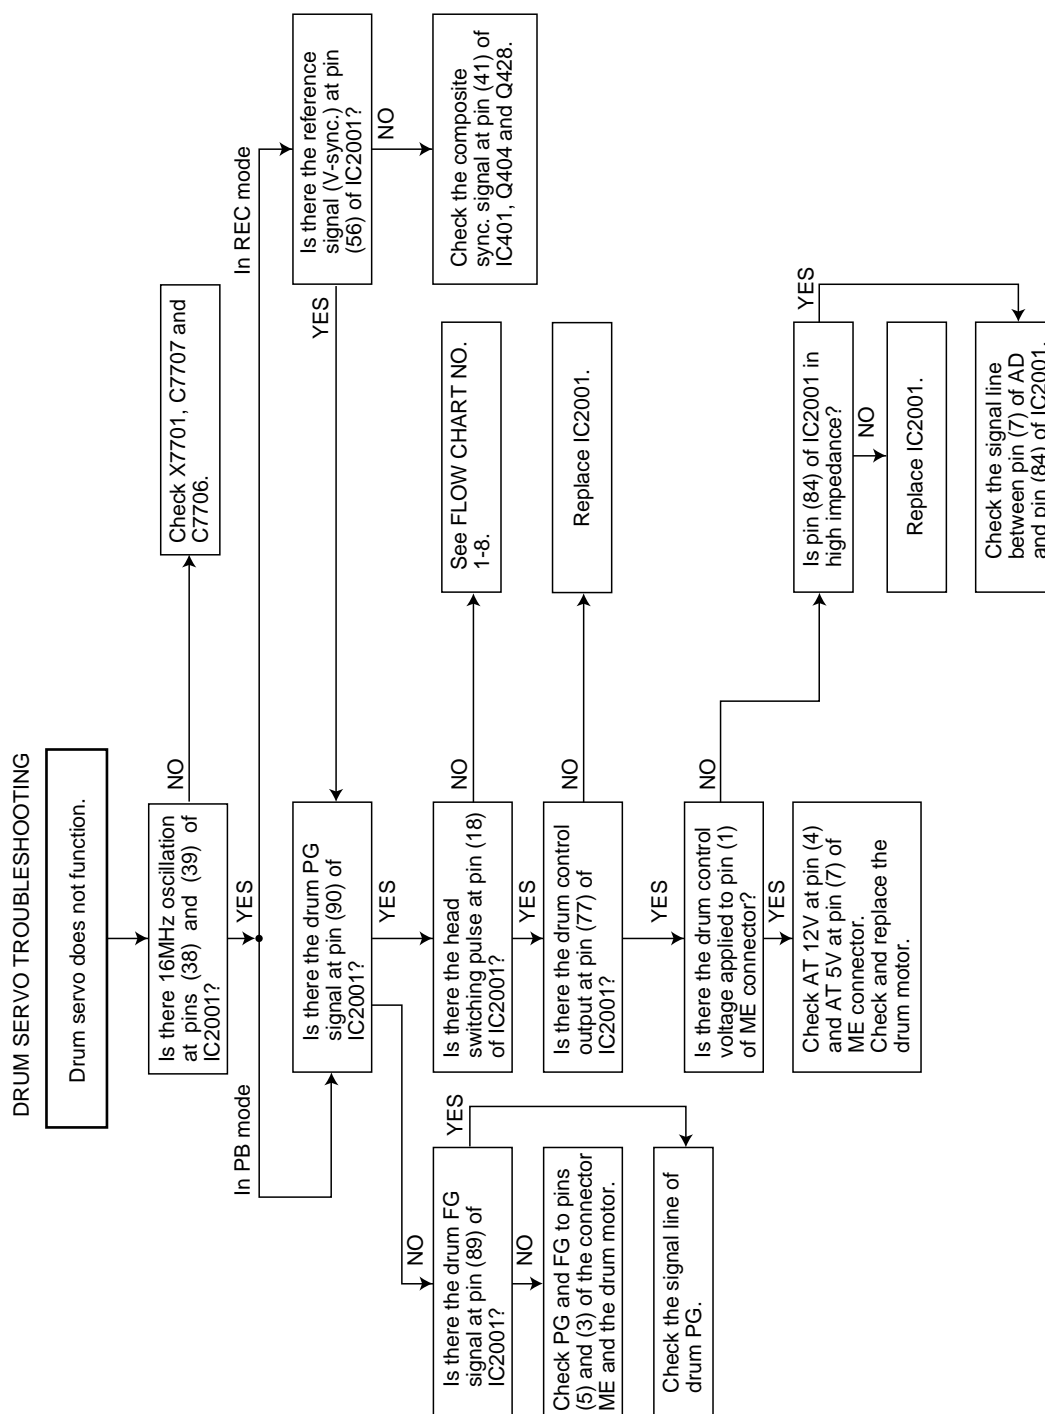 DRUM SERVO TROUBLESHOOTING
Drum servo does not function.
Is there 16MHz oscillation
at pins (38) and (39) of
IC2001?
NO
Check X7701, C7707 and
C7706.
YES
In PB mode
In REC mode
Is there the reference
signal (V-sync.) at pin
(56) of IC2001?
YES
NO
Check the composite
sync. signal at pin (41) of
IC401, Q404 and Q428.
Is there the drum PG
signal at pin (90) of
IC2001?
NO
YES
Is there the drum FG
signal at pin (89) of
IC2001?
YES
NO
Check PG and FG to pins
(5) and (3) of the connector
ME and the drum motor.
Check the signal line of
drum PG.
Is there the head
switching pulse at pin (18)
of IC2001?
NO
See FLOW CHART NO.
1-8.
YES
Is there the drum control
output at pin (77) of
IC2001?
NO
Replace IC2001.
YES
Is there the drum control
voltage applied to pin (1)
of ME connector?
NO
YES
Check AT 12V at pin (4)
and AT 5V at pin (7) of
ME connector.
Check and replace the
drum motor.
Is pin (84) of IC2001 in
high impedance?
YES
NO
Replace IC2001.
Check the signal line
between pin (7) of AD
and pin (84) of IC2001.